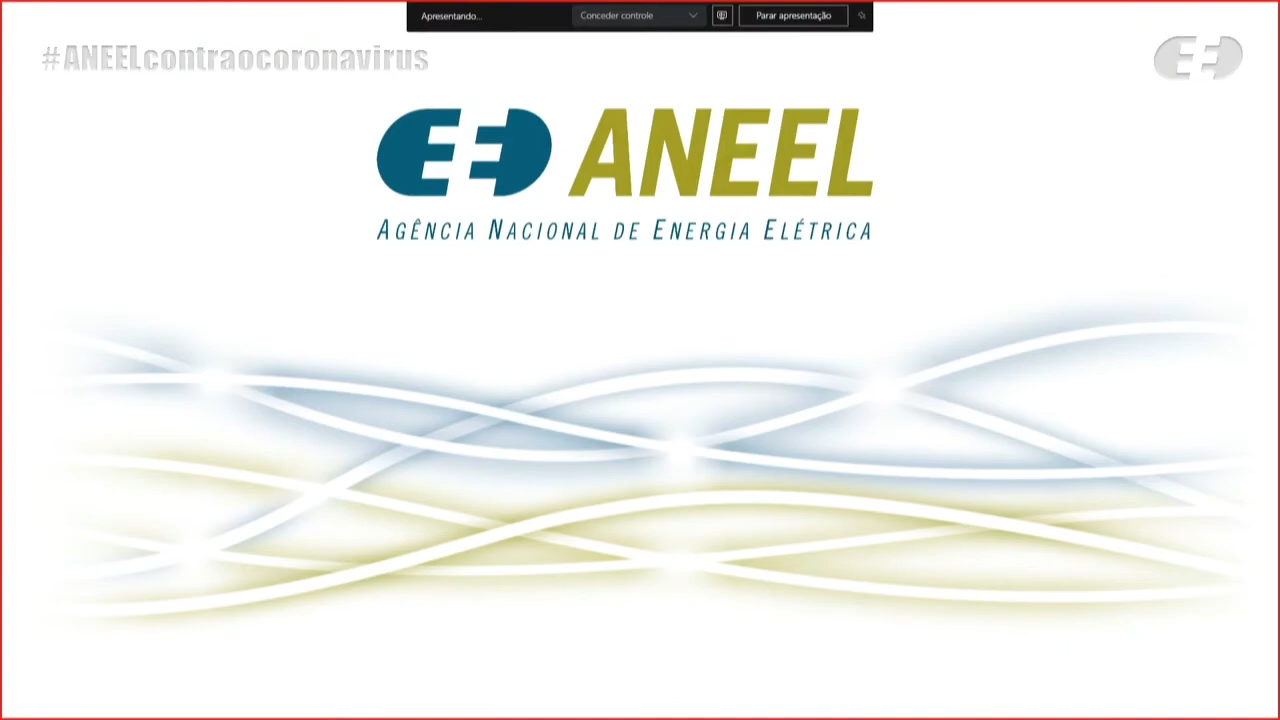 Apresentando...
Conceder controle
Parar apresentação
#ANEELcontraocoronavirus
ANEEL
AGÊNCIA NACIONAL DE ENERGIA ELÉTRICA